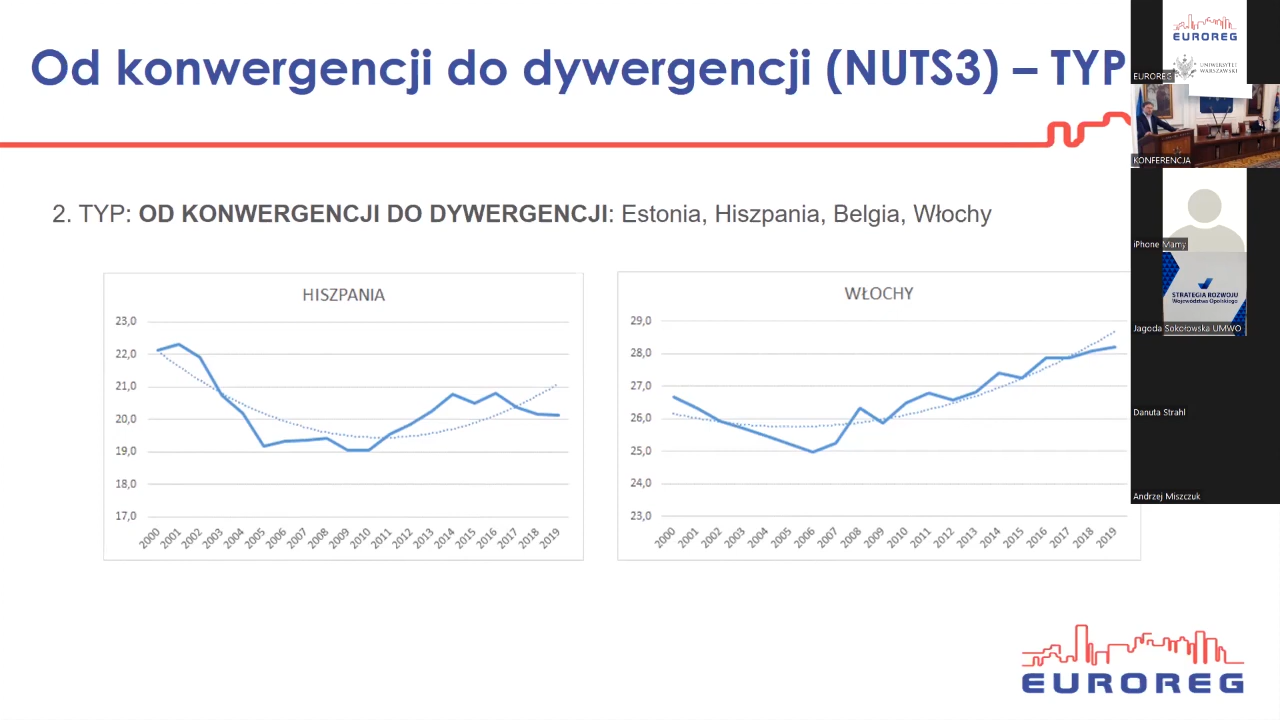 Od konwergencji do dywergencji (NUTS3) – TYP
2. TYP: OD KONWERGENCJI DO DYWERGENCJI: Estonia, Hiszpania, Belgia, Włochy
HISZPANIA
23,0
22,0
21,0
20,0
19,0
18,0
17,0
2000 2001 2002 2003 2004 2005 2006 2007 2008 2009 2010 2011 2012 2013 2014 2015 2016 2017 2018 2019
WŁOCHY
29,0
28,0
27,0
26,0
25,0
24,0
23,0
2000 2001 2002 2003 2004 2005 2006 2007 2008 2009 2010 2011 2012 2013 2014 2015 2016 2017 2018 2019
EUROREG
EUROREG
UNIWERSYTET
WARSZAWSKI
EUROREG
KONFERENCJA
iPhone Mamy
STRATEGIA ROZWOJU
Województwa Opolskiego
Jagoda Sokorowska UMWO
Danuta Strahl
Andrzej Miszczuk